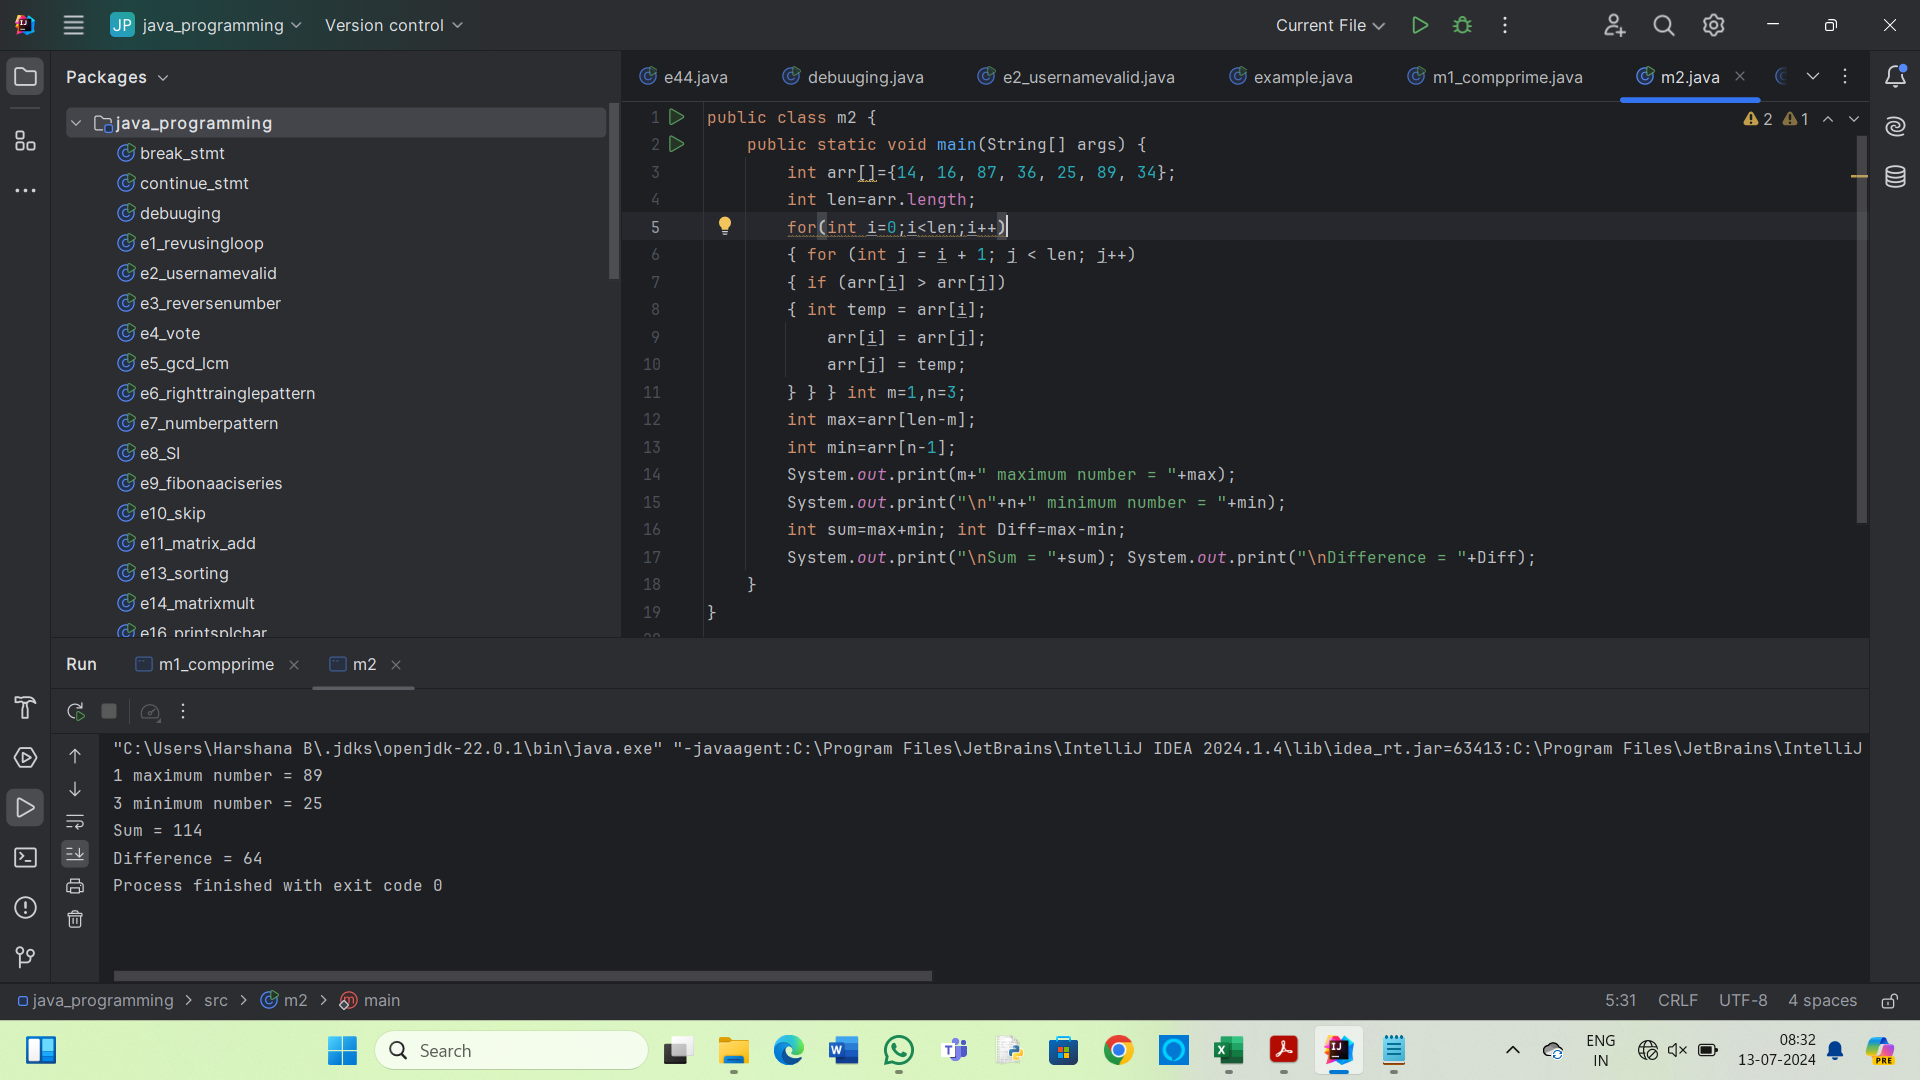 JP java_programming Version control Current File
Packages
e44.java debuuging.java e2_usernamevalid.java example.java m1_compprime.java m2.java
java_programming
break_stmt
continue_stmt
debuuging
e1_revusingloop
e2_usernamevalid
e3_reversenumber
e4_vote
e5_gcd_lcm
e6_righttrainglepattern
e7_numberpattern
e8_SI
e9_fibonaaciseries
e10_skip
e11_matrix_add
e13_sorting
e14_matrixmult
e16_printsplchar
2 1
1 public class m2 {
2 public static void main(String[] args) {
3 int arr[]={14, 16, 87, 36, 25, 89, 34};
4 int len=arr.length;
5 for(int i=0;i<len;i++)
6 { for (int j = i + 1; j < len; j++)
7 { if (arr[i] > arr[j])
8 { int temp = arr[i];
9 arr[i] = arr[j];
10 arr[j] = temp;
11 } } } int m=1,n=3;
12 int max=arr[len-m];
13 int min=arr[n-1];
14 System.out.print(m+" maximum number = "+max);
15 System.out.print("\n"+n+" minimum number = "+min);
16 int sum=max+min; int Diff=max-min;
17 System.out.print("\nSum = "+sum); System.out.print("\nDifference = "+Diff);
18 }
19 }
Run m1_compprime m2
"C:\Users\Harshana B\.jdks\openjdk-22.0.1\bin\java.exe" "-javaagent:C:\Program Files\JetBrains\IntelliJ IDEA 2024.1.4\lib\idea_rt.jar=63413:C:\Program Files\JetBrains\IntelliJ
1 maximum number = 89
3 minimum number = 25
Sum = 114
Difference = 64
Process finished with exit code 0
java_programming > src > m2 > main 5:31 CRLF UTF-8 4 spaces
Search
ENG
IN
08:32
13-07-2024
PRE